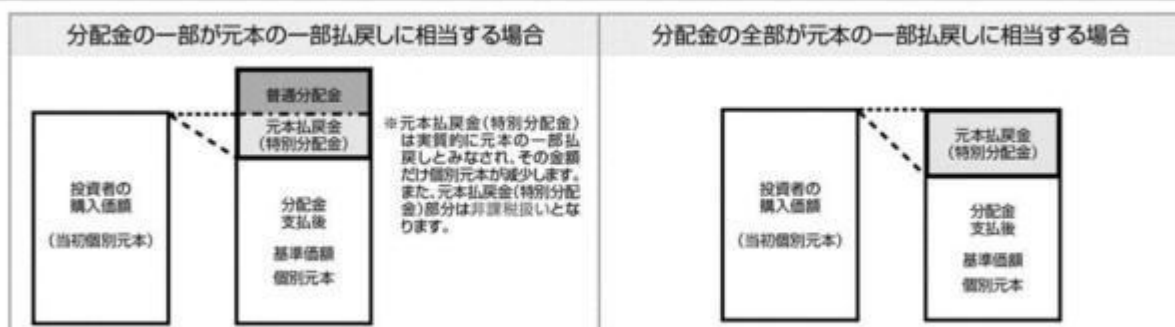 分配金の一部が元本の一部払戻しに相当する場合
普通分配金
元本払戻金
(特別分配金)
投資者の
購入価額
(当初個別元本)
分配金
支払後
基準価額
個別元本
※元本払戻金(特別分配金)
は実質的に元本の一部払
戻しとみなされ、その金額
だけ個別元本が減少します。
また、元本払戻金(特別分配
金)部分は非課税扱いとな
ります。
分配金の全部が元本の一部払戻しに相当する場合
元本払戻金
(特別分配金)
投資者の
購入価額
(当初個別元本)
分配金
支払後
基準価額
個別元本